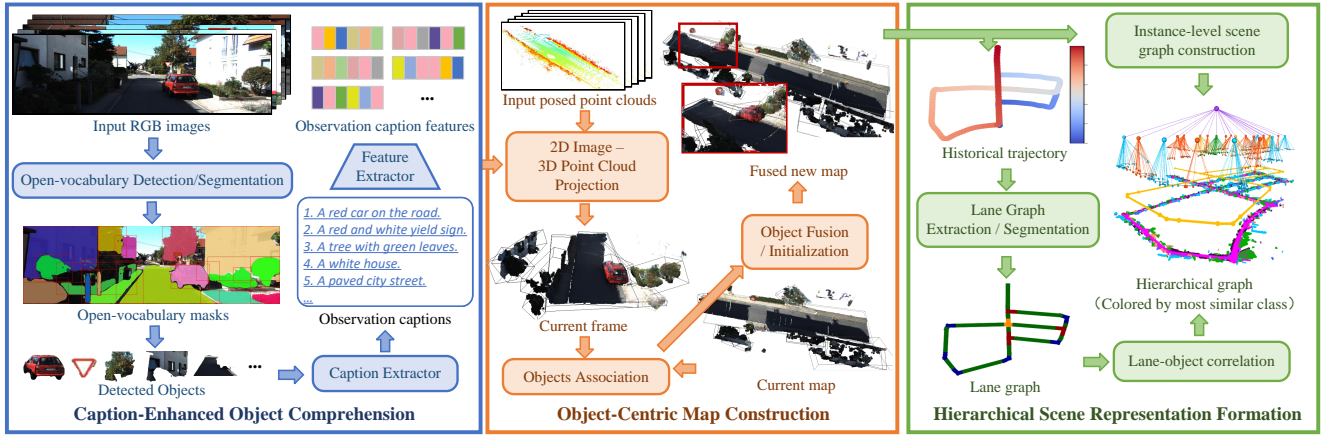 Input RGB images
Open-vocabulary Detection/Segmentation
Open-vocabulary masks
Detected Objects
...
Caption Extractor
Observation captions
1. A red car on the road.
2. A red and white yield sign.
3. A tree with green leaves.
4. A white house.
5. A paved city street.
...
Feature
Extractor
Observation caption features
...
Caption-Enhanced Object Comprehension
Input posed point clouds
2D Image –
3D Point Cloud
Projection
Current frame
Objects Association
Current map
Object Fusion
/ Initialization
Fused new map
Object-Centric Map Construction
Historical trajectory
Lane Graph
Extraction / Segmentation
Lane graph
Lane-object correlation
Instance-level scene
graph construction
Hierarchical graph
(Colored by most similar class)
Hierarchical Scene Representation Formation